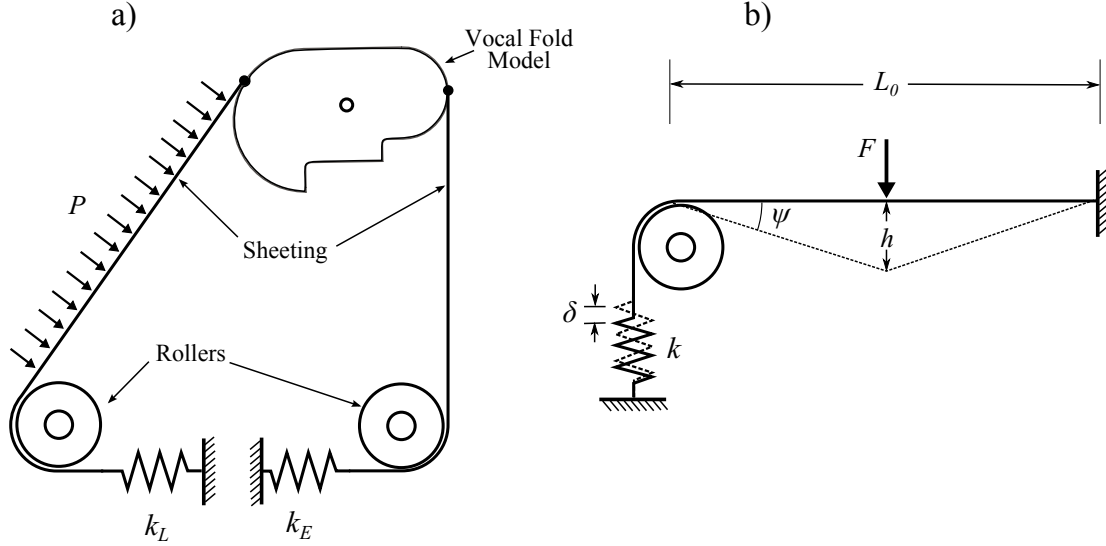 a)
Vocal Fold
Model
P
Sheeting
Rollers
k_L
k_E
b)
L_0
F
ψ
h
δ
k